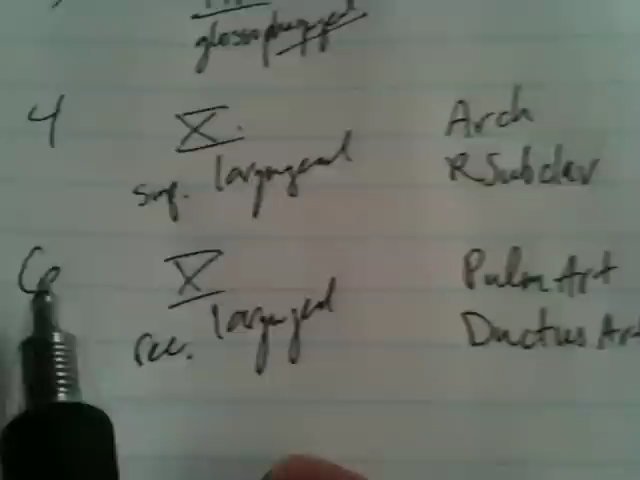 glossopharyngeal
4 X. Arch
sup. laryngeal R Subclav
6 X Pulm Art
rec. laryngeal Ductus Art